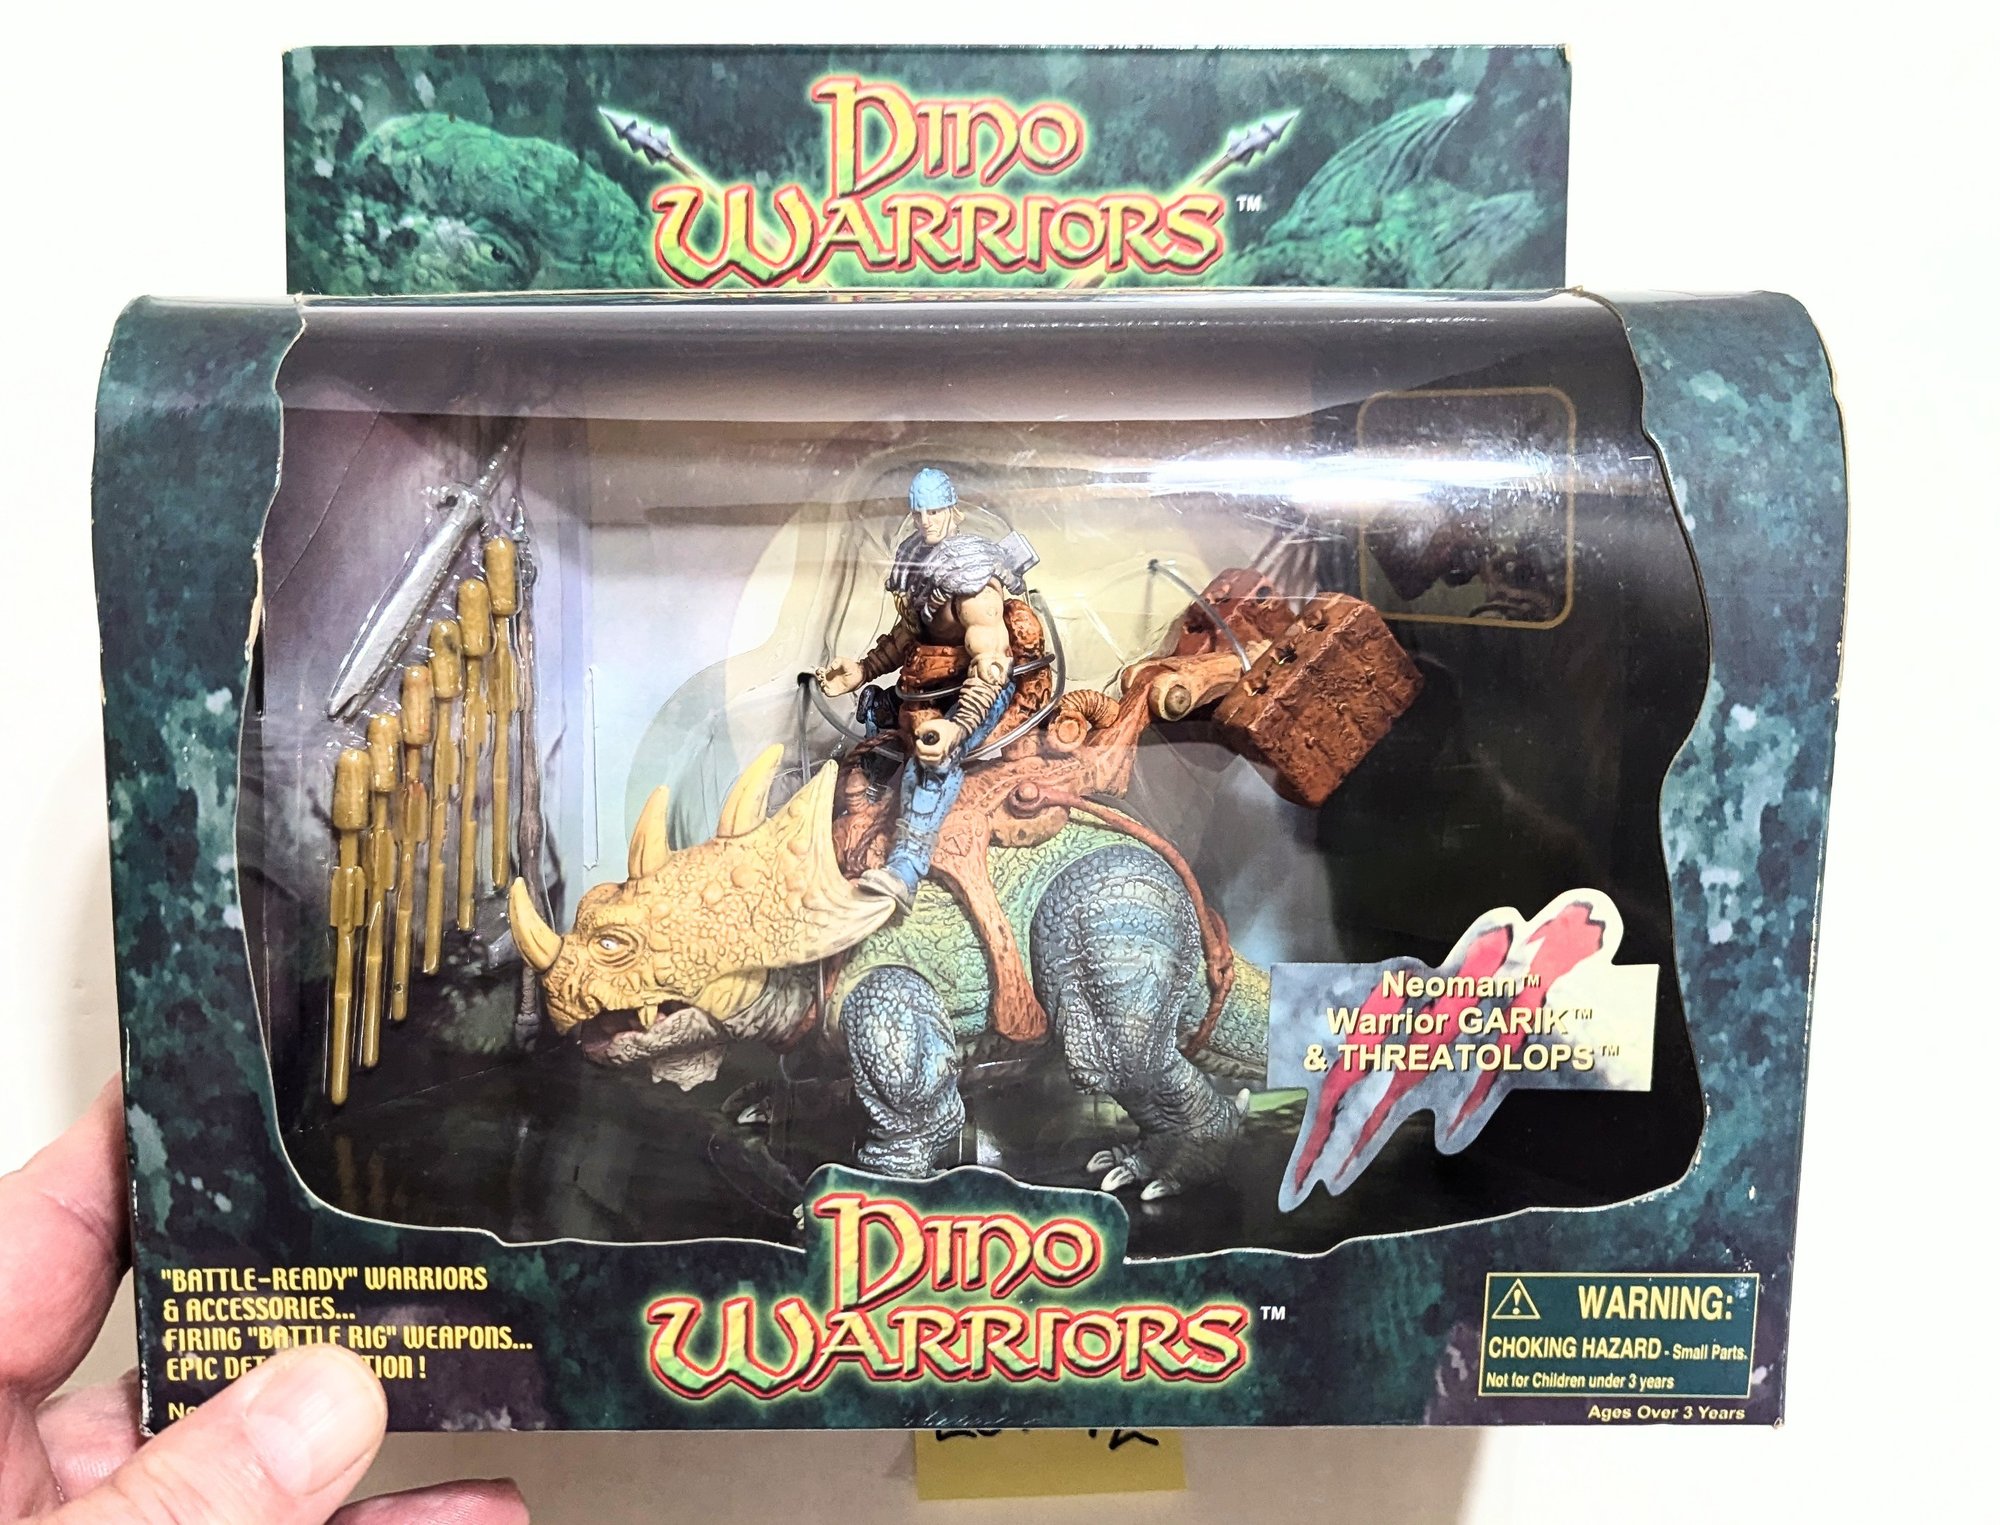 Dino
Warriors™
Neoman™
Warrior GARIK™
& THREATOLOPS™
"BATTLE-READY" WARRIORS
& ACCESSORIES...
FIRING "BATTLE RIG" WEAPONS...
EPIC
!
Dino
Warriors™
WARNING:
CHOKING HAZARD - Small Parts.
Not for Children under 3 years
Ages Over 3 Years